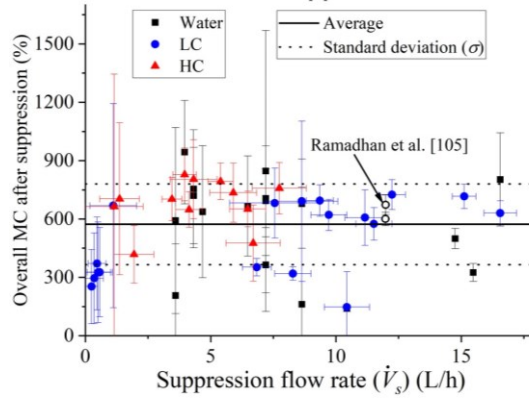 Water
LC
HC
Average
Standard deviation (σ)
Ramadhan et al. [105]
1500
1200
900
600
300
0
Overall MC after suppression (%)
0 5 10 15
Suppression flow rate (V̇s) (L/h)